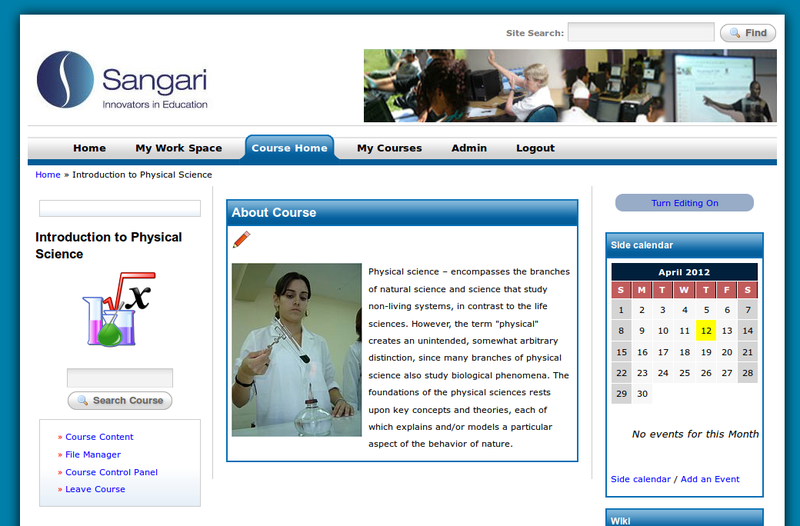 Site Search:
Find
Sangari
Innovators in Education
Home
My Work Space
Course Home
My Courses
Admin
Logout
Home » Introduction to Physical Science
Introduction to Physical
Science
x
Search Course
» Course Content
» File Manager
» Course Control Panel
» Leave Course
About Course
Physical science – encompasses the branches
of natural science and science that study
non-living systems, in contrast to the life
sciences. However, the term "physical"
creates an unintended, somewhat arbitrary
distinction, since many branches of physical
science also study biological phenomena. The
foundations of the physical sciences rests
upon key concepts and theories, each of
which explains and/or models a particular
aspect of the behavior of nature.
Turn Editing On
Side calendar
April 2012
S M T W T F S
1 2 3 4 5 6 7
8 9 10 11 12 13 14
15 16 17 18 19 20 21
22 23 24 25 26 27 28
29 30
No events for this Month
Side calendar / Add an Event
Wiki